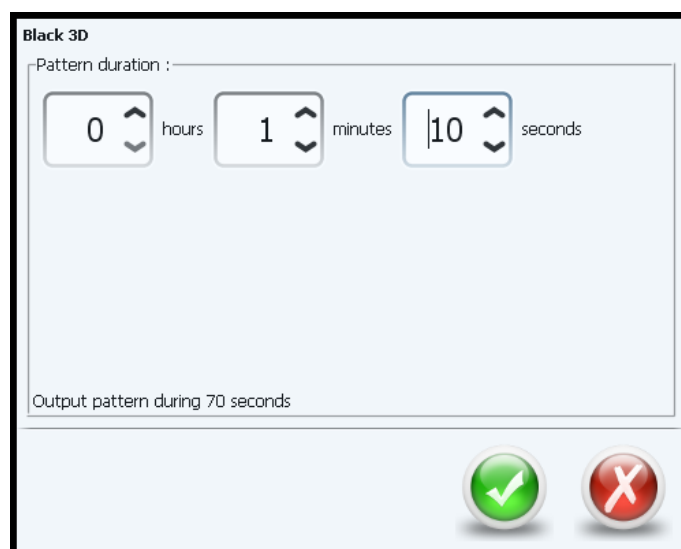 Black 3D
Pattern duration :
0 hours 1 minutes 10 seconds
Output pattern during 70 seconds